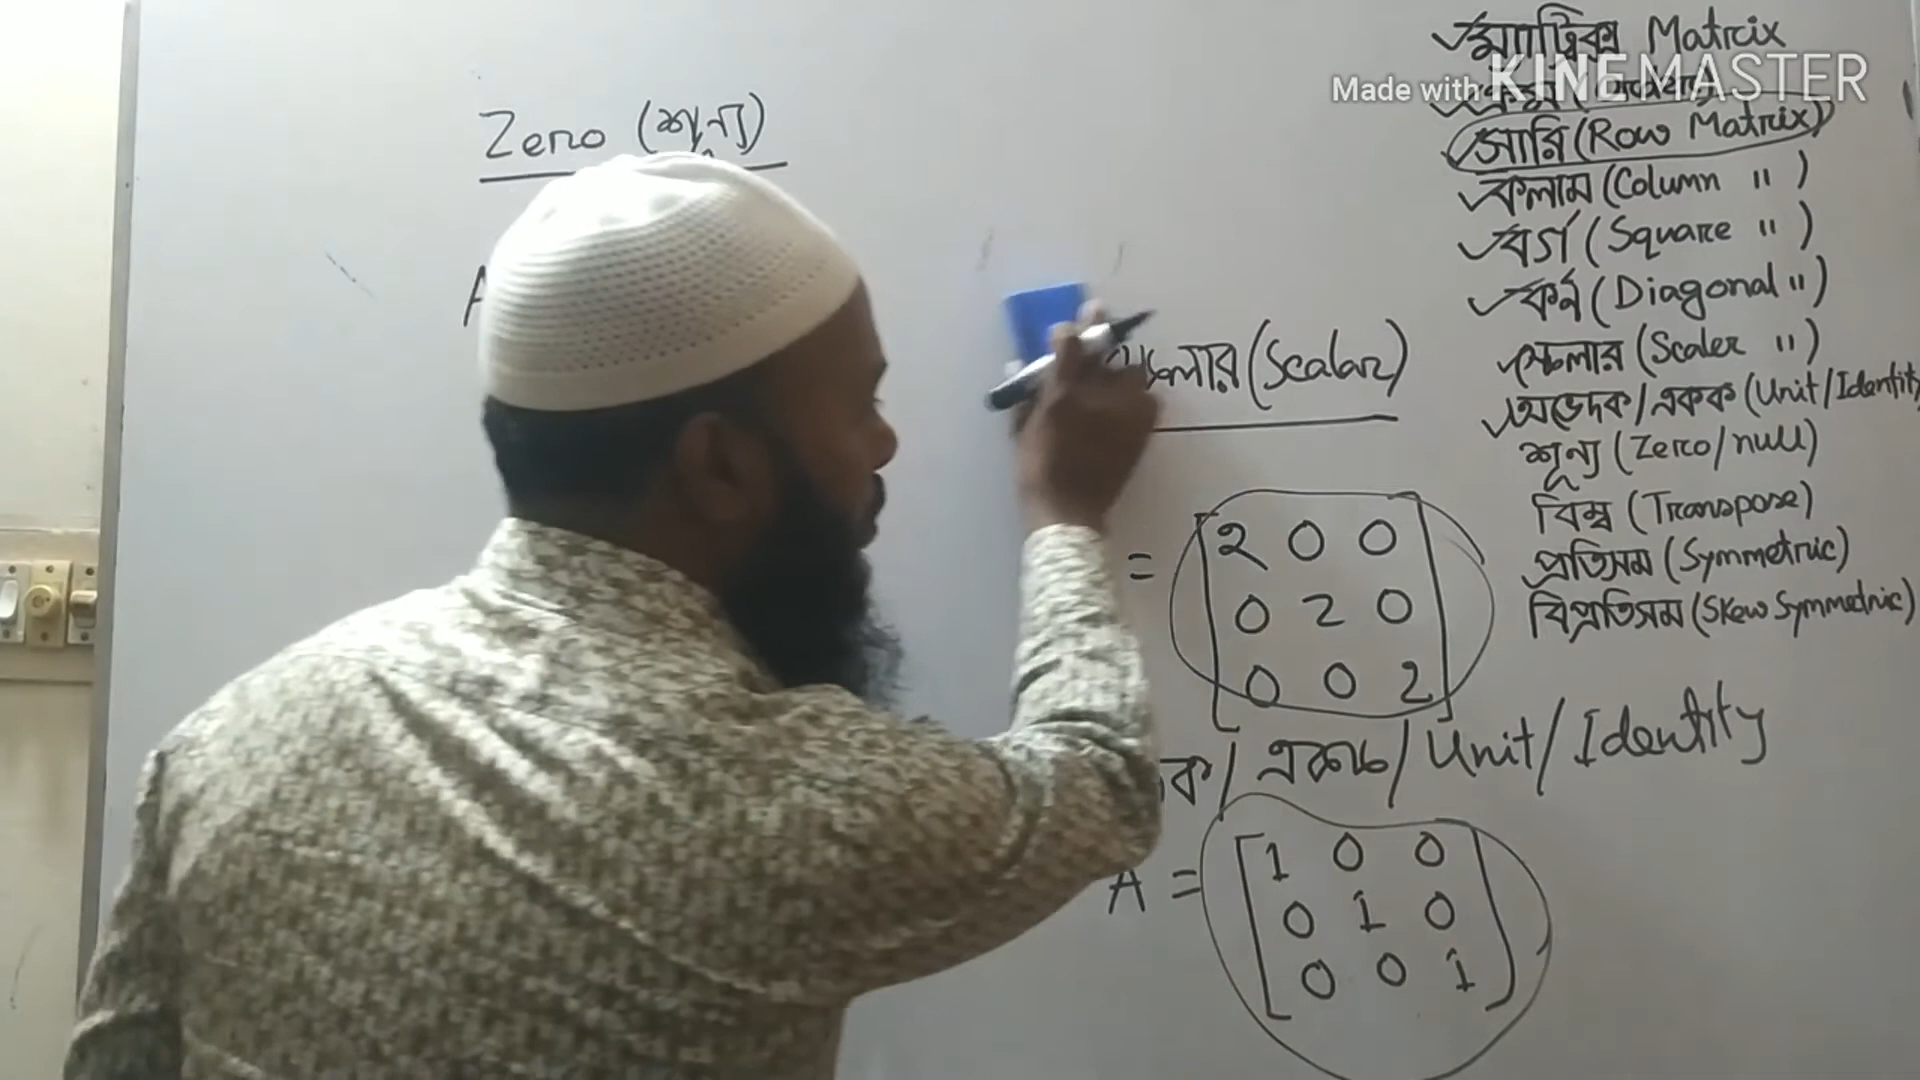 Zero (শূন্য)
A
স্কেলার (Scalar)
= [2 0 0
0 2 0
0 0 2]
ক / একক / Unit / Identity
A = [1 0 0
0 1 0
0 0 1]
ম্যাট্রিক্স Matrix
Made with KINEMASTER
সারি (Row Matrix)
কলাম (Column " )
বর্গ (Square " )
কর্ন (Diagonal ")
স্কেলার (Scaler " )
অভেদক/একক (Unit/Identity
শূন্য (Zero/null)
বিম্ব (Transpose)
প্রতিসম (Symmetric)
বিপ্রতিসম (Skew Symmetric)